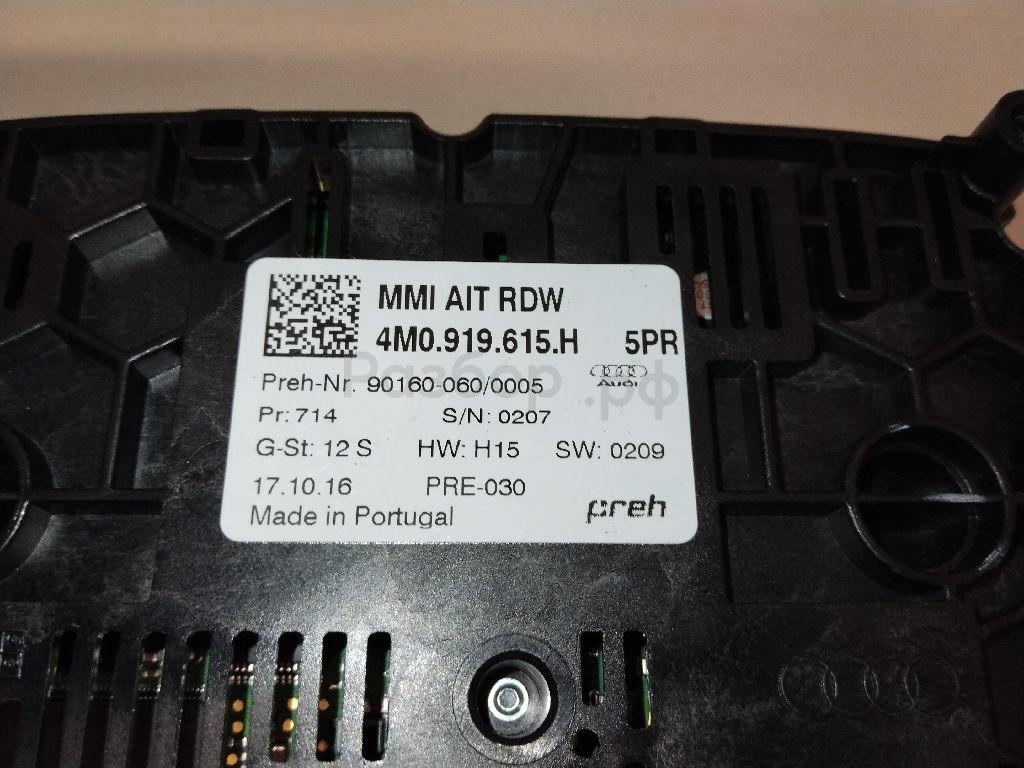 MMI AIT RDW
4M0.919.615.H 5PR
Разбор.рф
Preh-Nr. 90160-060/0005 Audi
Pr: 714 S/N: 0207
G-St: 12 S HW: H15 SW: 0209
17.10.16 PRE-030
Made in Portugal preh